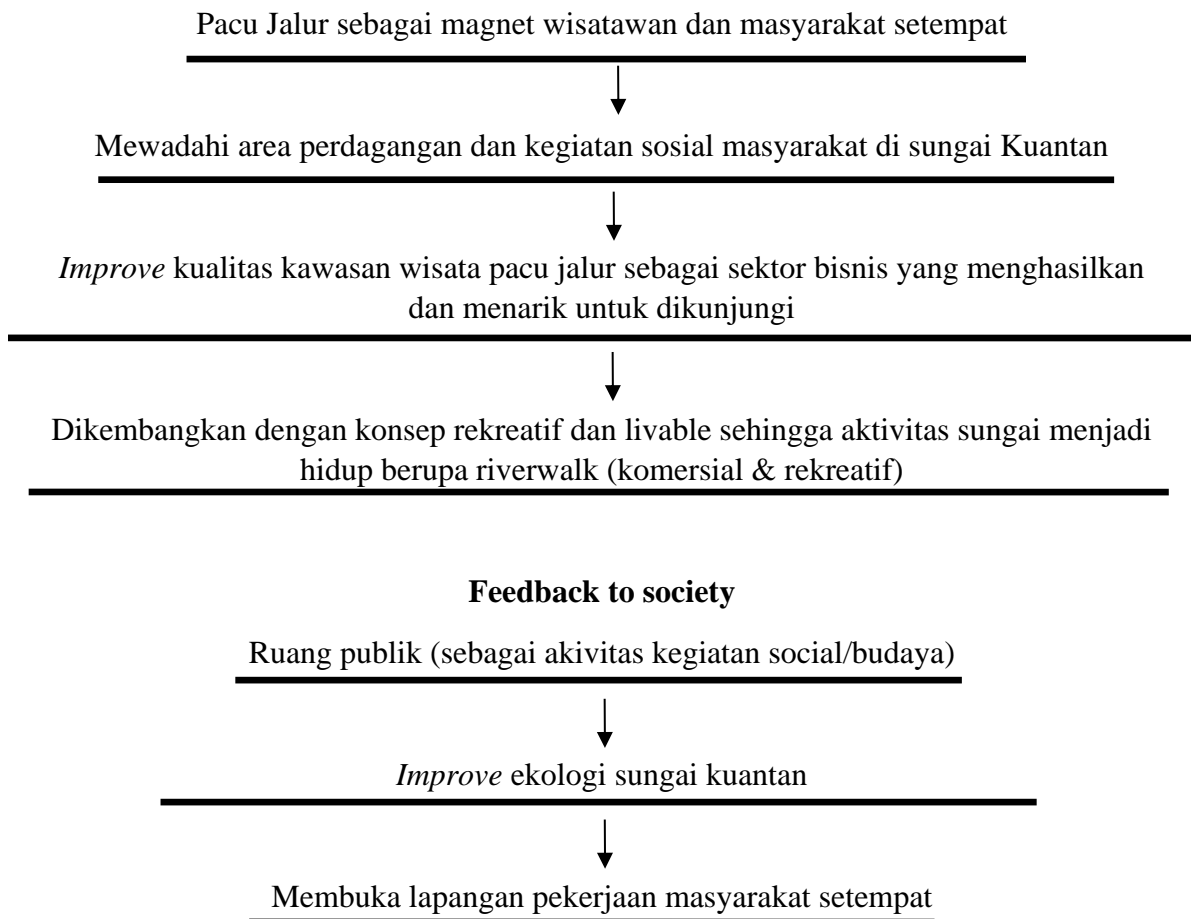 Pacu Jalur sebagai magnet wisatawan dan masyarakat setempat
Mewadahi area perdagangan dan kegiatan sosial masyarakat di sungai Kuantan
Improve kualitas kawasan wisata pacu jalur sebagai sektor bisnis yang menghasilkan
dan menarik untuk dikunjungi
Dikembangkan dengan konsep rekreatif dan livable sehingga aktivitas sungai menjadi
hidup berupa riverwalk (komersial & rekreatif)
Feedback to society
Ruang publik (sebagai akivitas kegiatan social/budaya)
Improve ekologi sungai kuantan
Membuka lapangan pekerjaan masyarakat setempat